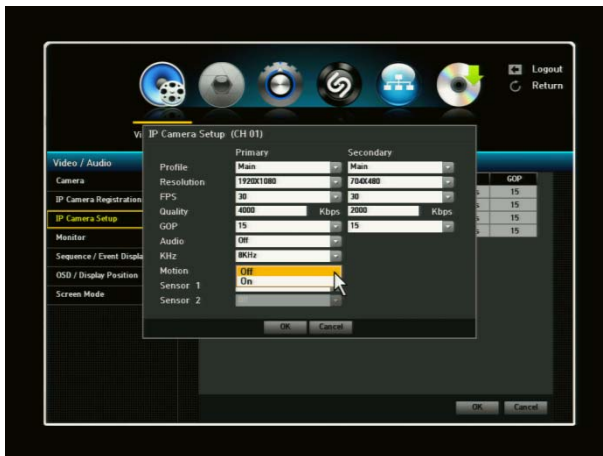 Logout
Return
Vi
IP Camera Setup (CH 01)
Primary Secondary
Video / Audio
Profile Main Main
Camera
Resolution 1920X1080 704X480
GOP
IP Camera Registration
FPS 30 30
s 15
Quality 4000 Kbps 2000 Kbps
s 15
IP Camera Setup
GOP 15 15
s 15
Monitor
Audio Off
s 15
Sequence / Event Displa
KHz 8KHz
OSD / Display Position
Motion Off
On
Screen Mode
Sensor 1
Sensor 2
OK Cancel
OK Cancel